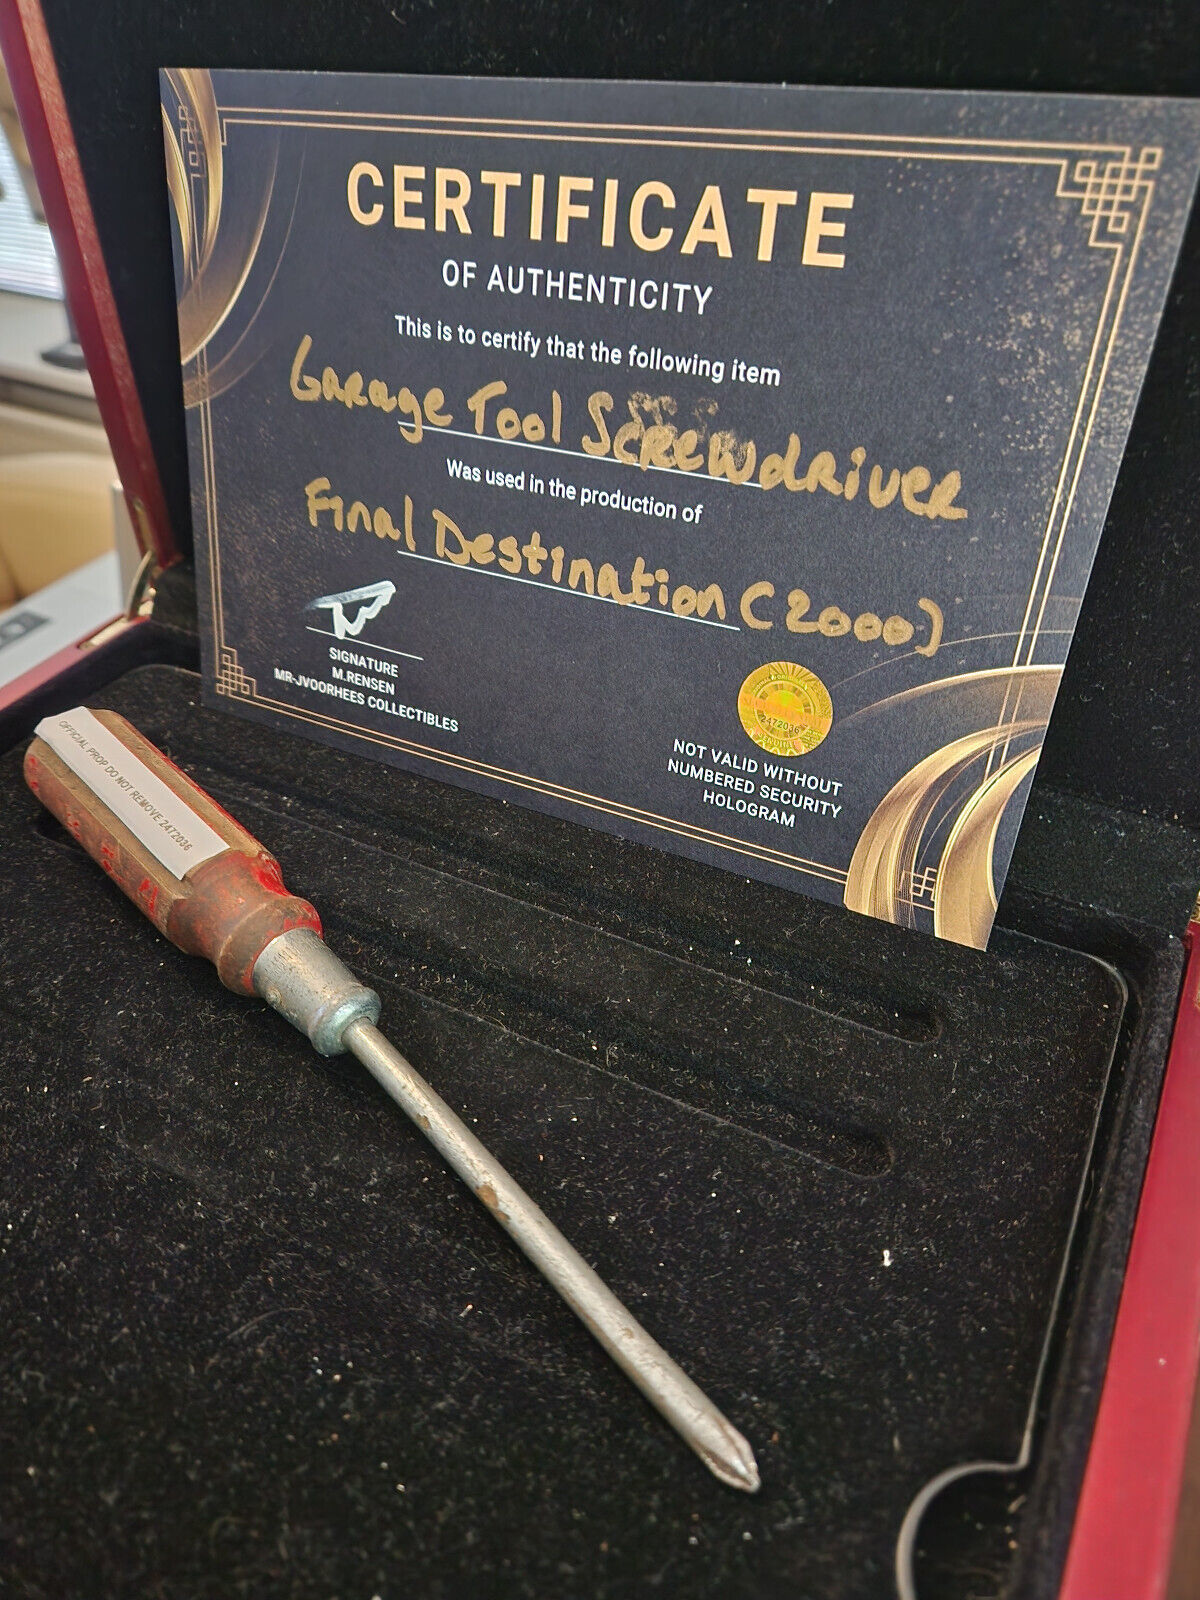 CERTIFICATE
OF AUTHENTICITY
This is to certify that the following item
Garage Tool Screwdriver
Was used in the production of
Final Destination (2000)
SIGNATURE
M.RENSEN
MR-JVOORHEES COLLECTIBLES
2472036
NOT VALID WITHOUT
NUMBERED SECURITY
HOLOGRAM
OFFICIAL PROP DO NOT REMOVE 2472036